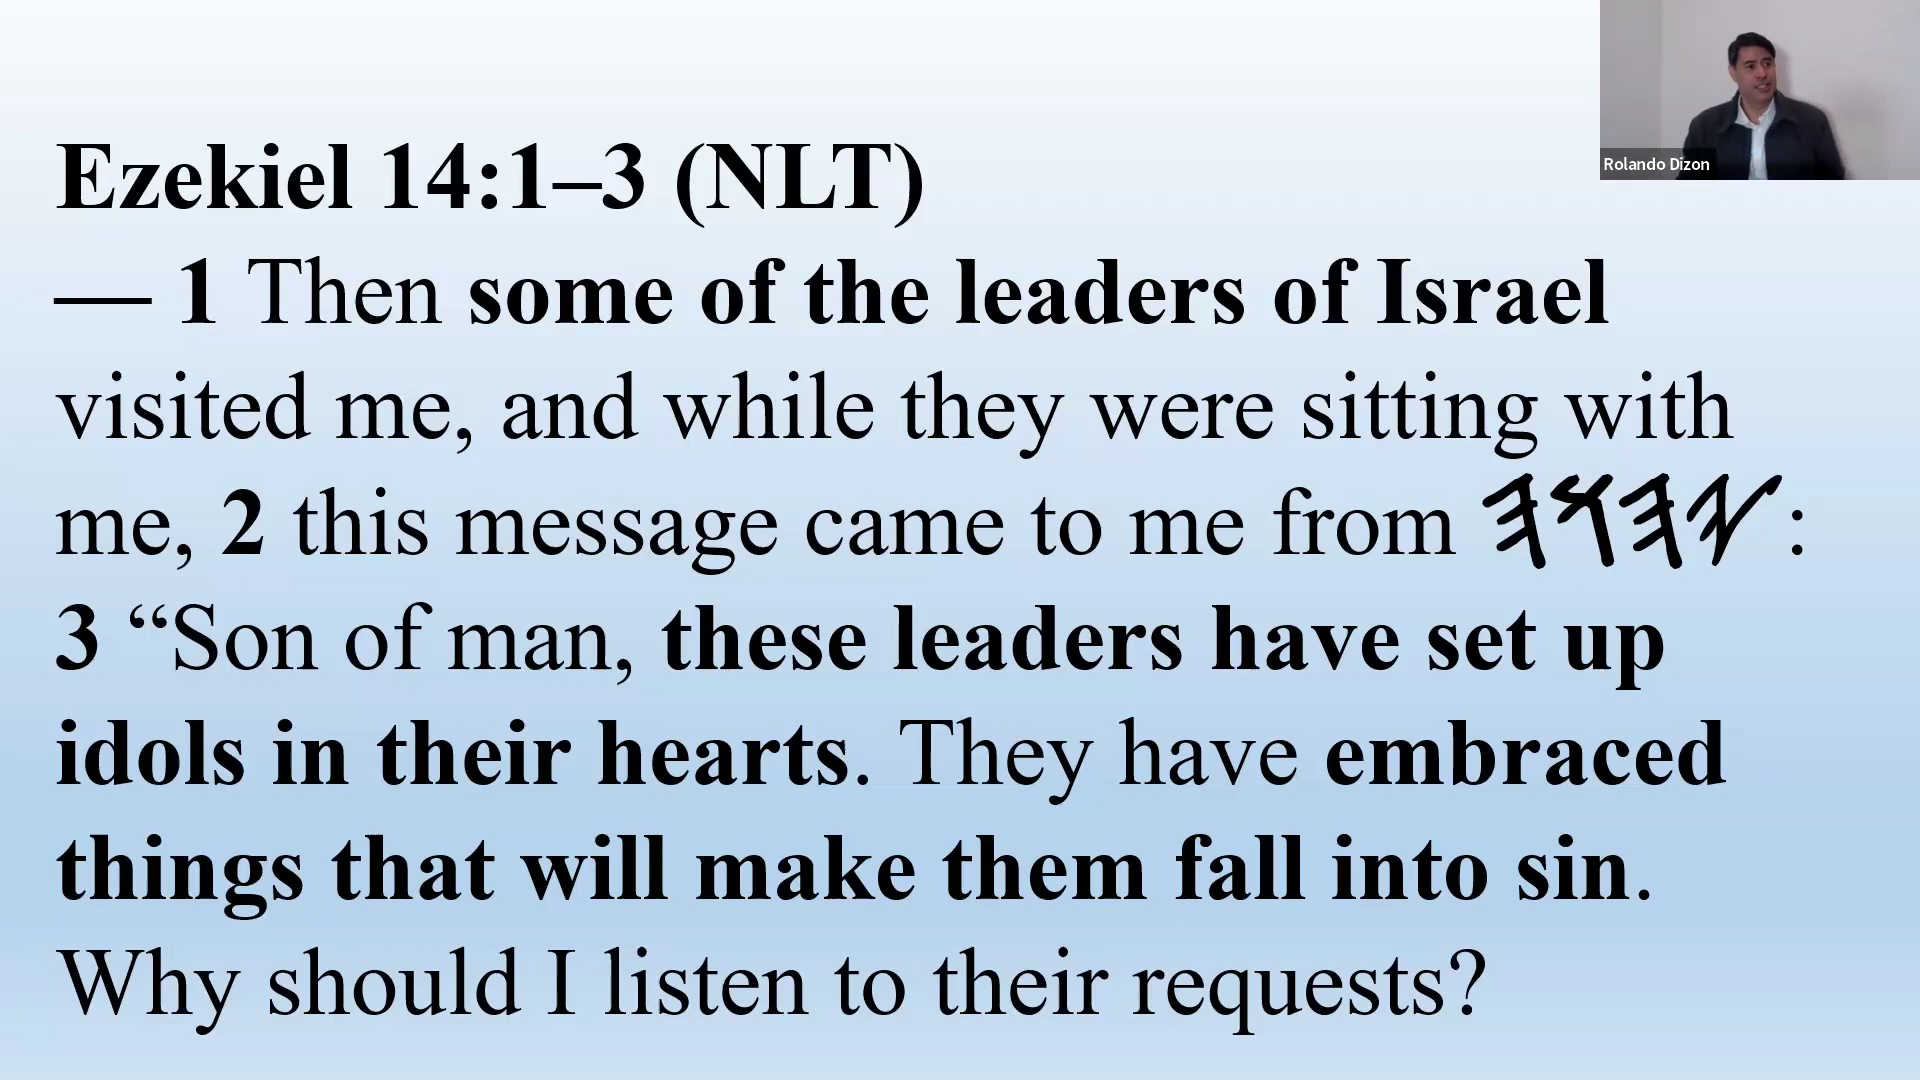 Rolando Dizon
Ezekiel 14:1–3 (NLT)
— 1 Then some of the leaders of Israel
visited me, and while they were sitting with
me, 2 this message came to me from 𐤉𐤄𐤅𐤄:
3 “Son of man, these leaders have set up
idols in their hearts. They have embraced
things that will make them fall into sin.
Why should I listen to their requests?